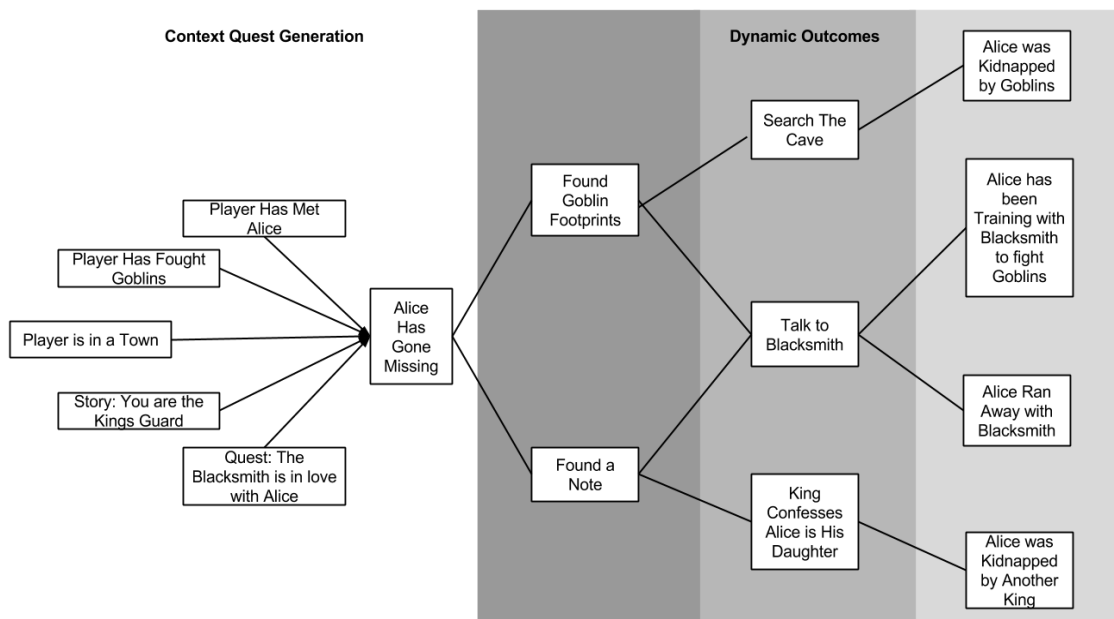 Context Quest Generation
Dynamic Outcomes
Player Has Met
Alice
Player Has Fought
Goblins
Player is in a Town
Story: You are the
Kings Guard
Quest: The
Blacksmith is in love
with Alice
Alice
Has
Gone
Missing
Found
Goblin
Footprints
Found a
Note
Search The
Cave
Talk to
Blacksmith
King
Confesses
Alice is His
Daughter
Alice was
Kidnapped
by Goblins
Alice has
been
Training with
Blacksmith
to fight
Goblins
Alice Ran
Away with
Blacksmith
Alice was
Kidnapped
by Another
King